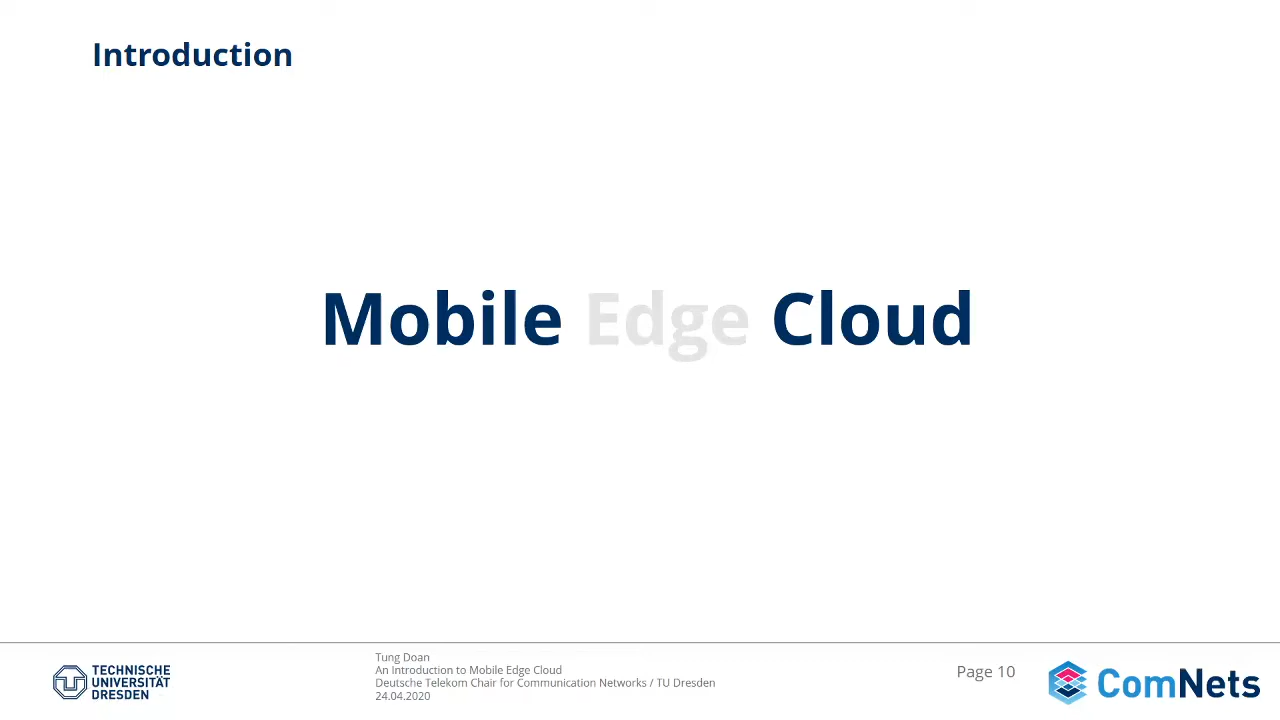 Introduction
Mobile Edge Cloud
TECHNISCHE
UNIVERSITÄT
DRESDEN
Tung Doan
An Introduction to Mobile Edge Cloud
Deutsche Telekom Chair for Communication Networks / TU Dresden
24.04.2020
Page 10
ComNets